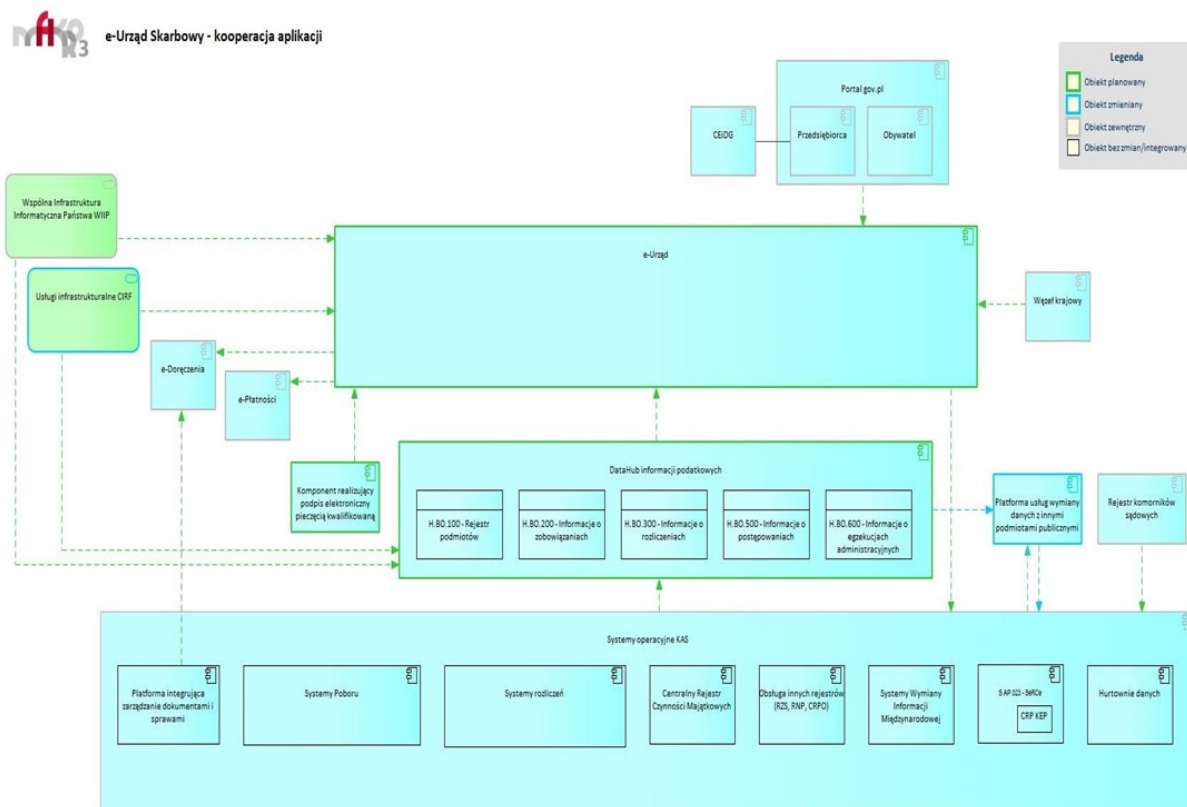 e-Urząd Skarbowy - kooperacja aplikacji
Legenda
Obiekt planowany
Obiekt zmieniany
Obiekt zewnętrzny
Obiekt bez zmian/integrowany
Portal gov.pl
CEiDG
Przedsiębiorca
Obywatel
Wspólna Infrastruktura
Informatyczna Państwa WIIP
e-Urząd
Usługi infrastrukturalne CIRF
Węzeł krajowy
e-Doręczenia
e-Płatności
DataHub informacji podatkowych
Komponent realizujący
podpis elektroniczny
pieczęcią kwalifikowaną
H.BO.100 - Rejestr
podmiotów
H.BO.200 - Informacje o
zobowiązaniach
H.BO.300 - Informacje o
rozliczeniach
H.BO.500 - Informacje o
postępowaniach
H.BO.600 - Informacje o
egzekucjach
administracyjnych
Platforma usług wymiany
danych z innymi
podmiotami publicznymi
Rejestr komorników
sądowych
Systemy operacyjne KAS
Platforma integrująca
zarządzanie dokumentami i
sprawami
Systemy Poboru
Systemy rozliczeń
Centralny Rejestr
Czynności Majątkowych
Obsługa innych rejestrów
(RZS, RNP, CRPO)
Systemy Wymiany
Informacji
Międzynarodowej
S.AP.023 - SeRCe
CRP KEP
Hurtownie danych